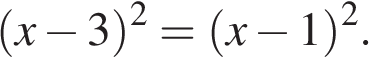 (x − 3)² = (x − 1)².